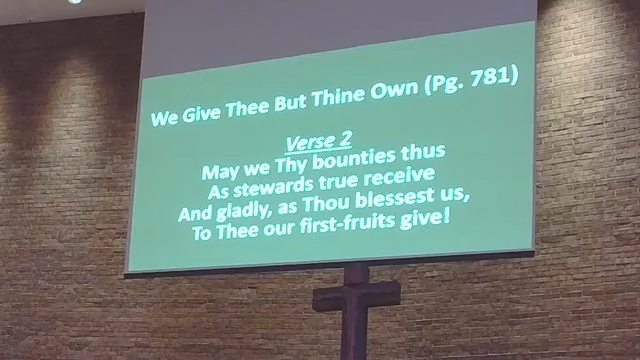 We Give Thee But Thine Own (Pg. 781)
Verse 2
May we Thy bounties thus
As stewards true receive
And gladly, as Thou blessest us,
To Thee our first-fruits give!